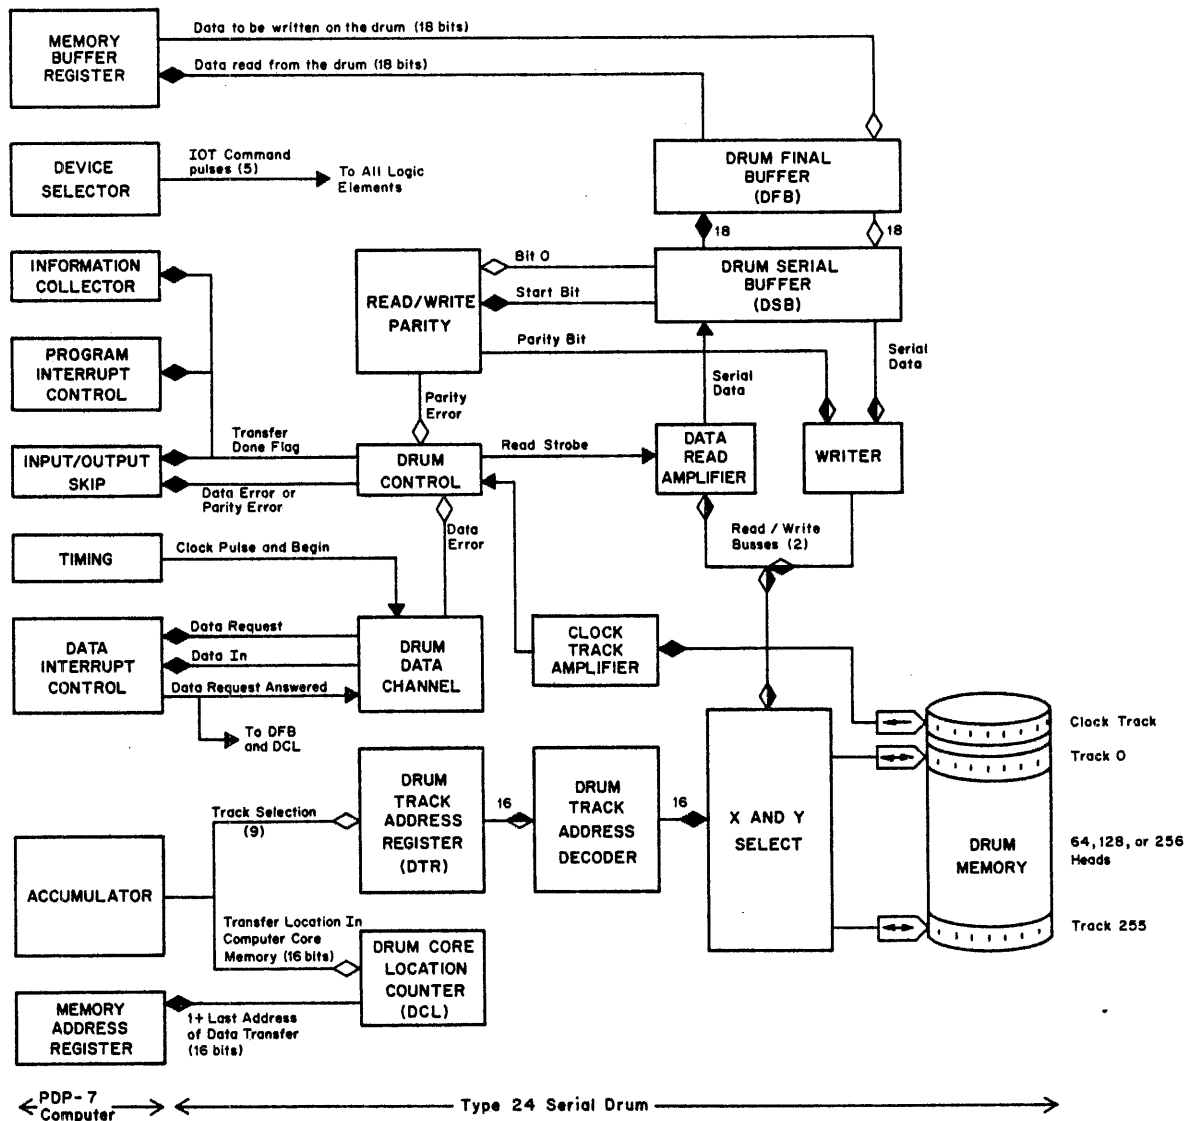 Data to be written on the drum (18 bits)
MEMORY
BUFFER
REGISTER
Data read from the drum (18 bits)
DEVICE
SELECTOR
IOT Command
pulses (5)
To All Logic
Elements
DRUM FINAL
BUFFER
(DFB)
18
18
INFORMATION
COLLECTOR
READ/WRITE
PARITY
Bit 0
Start Bit
Parity Bit
DRUM SERIAL
BUFFER
(DSB)
PROGRAM
INTERRUPT
CONTROL
Serial
Data
Serial
Data
Parity
Error
INPUT/OUTPUT
SKIP
Transfer
Done Flag
Data Error or
Parity Error
DRUM
CONTROL
Read Strobe
DATA
READ
AMPLIFIER
WRITER
Data
Error
Read / Write
Busses (2)
TIMING
Clock Pulse and Begin
DATA
INTERRUPT
CONTROL
Data Request
Data In
Data Request Answered
To DFB
and DCL
DRUM
DATA
CHANNEL
CLOCK
TRACK
AMPLIFIER
Clock Track
Track 0
ACCUMULATOR
Track Selection
(9)
DRUM
TRACK
ADDRESS
REGISTER
(DTR)
16
DRUM
TRACK
ADDRESS
DECODER
16
X AND Y
SELECT
DRUM
MEMORY
64, 128, or 256
Heads
Track 255
Transfer Location In
Computer Core
Memory (16 bits)
DRUM CORE
LOCATION
COUNTER
(DCL)
MEMORY
ADDRESS
REGISTER
1+ Last Address
of Data Transfer
(16 bits)
PDP-7
Computer
Type 24 Serial Drum